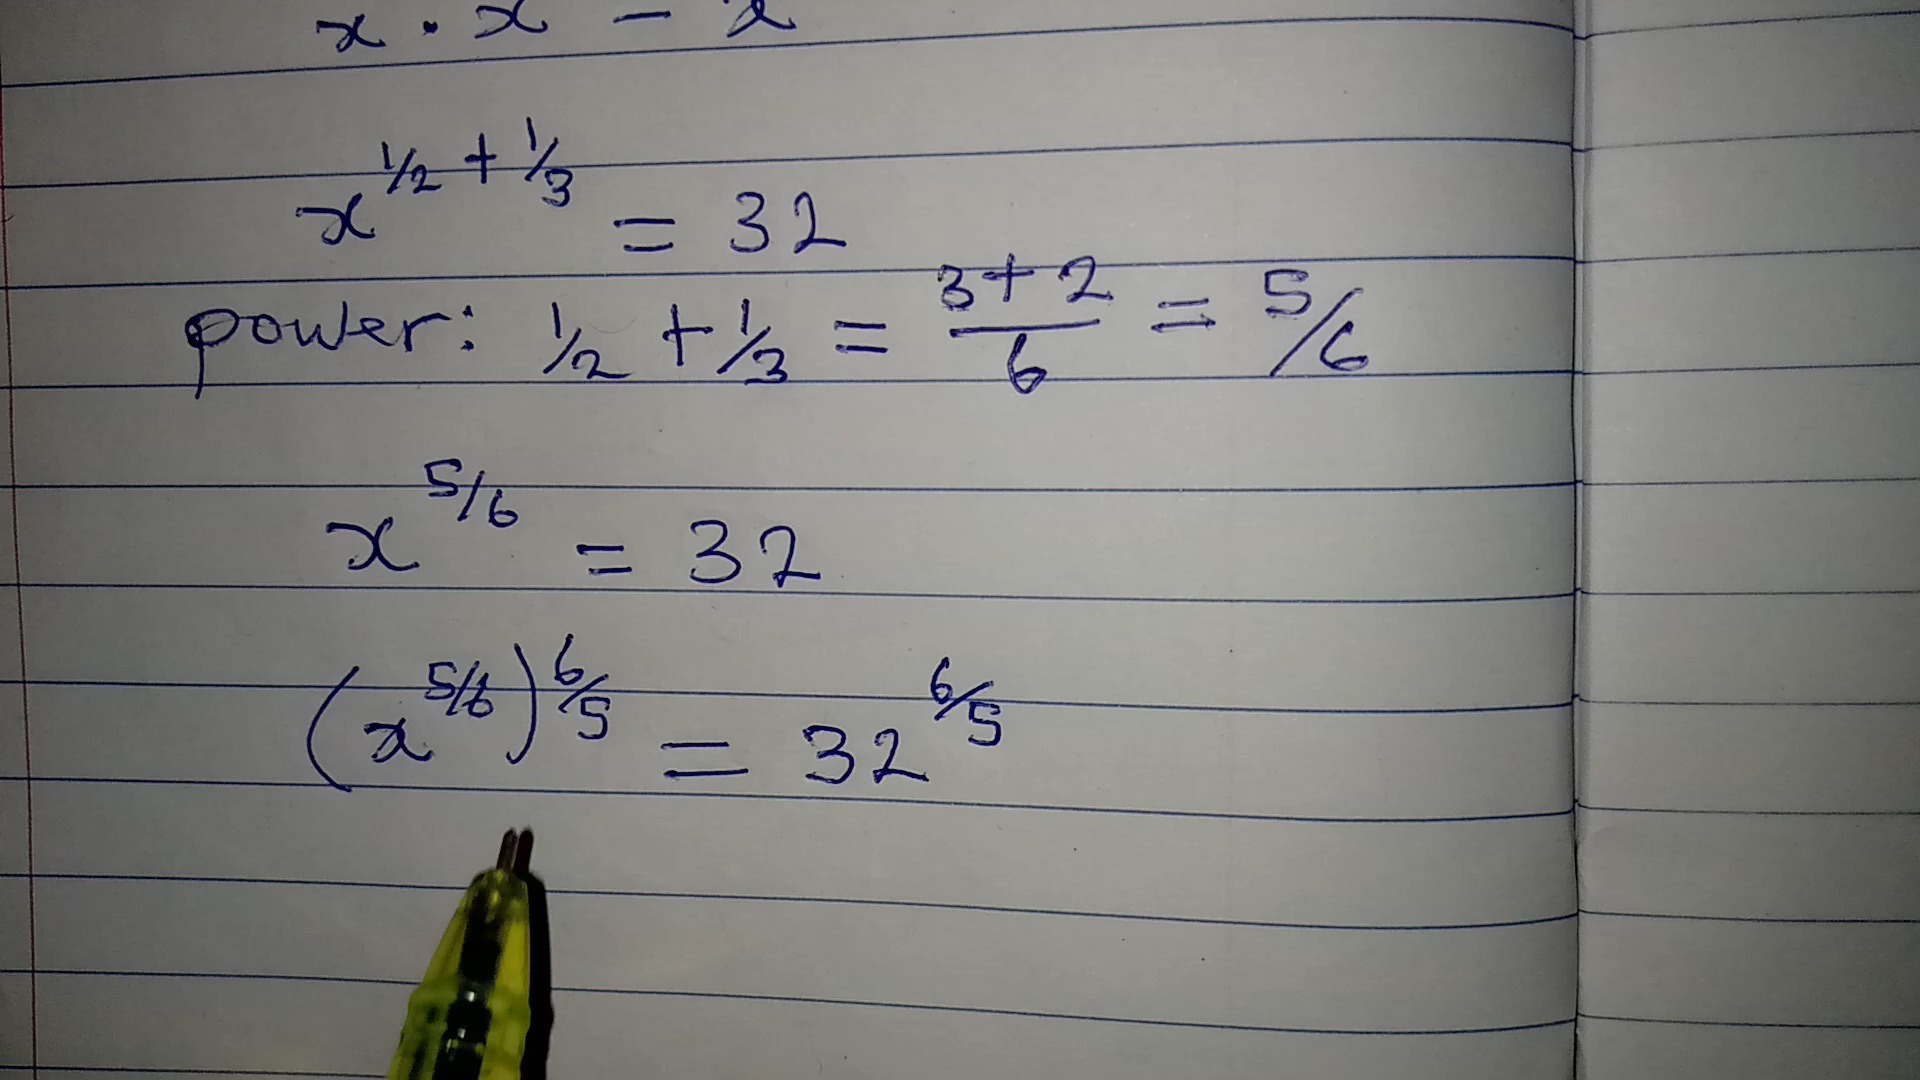 x · x =
x^{1/2 + 1/3} = 32
power: 1/2 + 1/3 = \frac{3+2}{6} = 5/6
x^{5/6} = 32
(x^{5/6})^{6/5} = 32^{6/5}